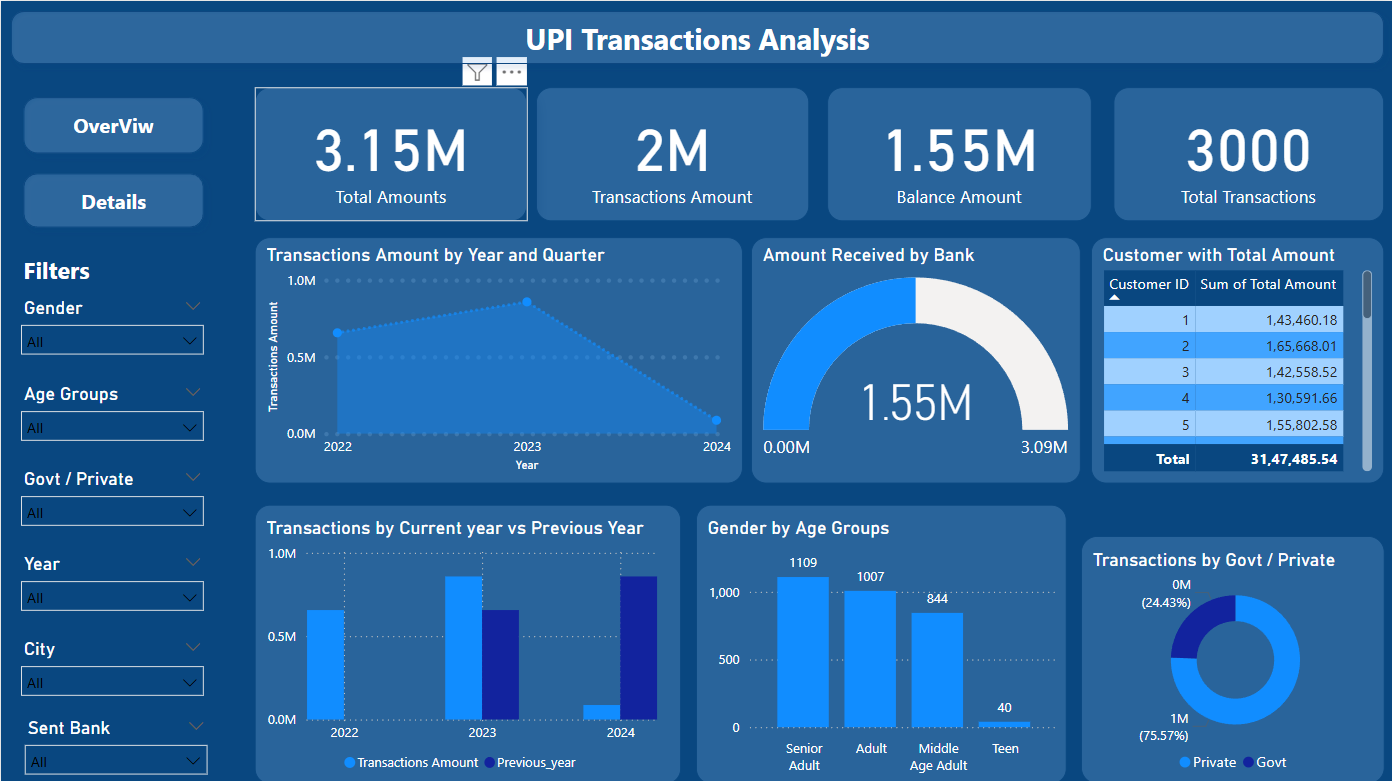 UPI Transactions Analysis
OverViw
Details
Filters
Gender
All
Age Groups
All
Govt / Private
All
Year
All
City
All
Sent Bank
All
3.15M
Total Amounts
2M
Transactions Amount
1.55M
Balance Amount
3000
Total Transactions
Transactions Amount by Year and Quarter
Transactions Amount
1.0M
0.5M
0.0M
2022 2023 2024
Year
Amount Received by Bank
1.55M
0.00M 3.09M
Customer with Total Amount
Customer ID Sum of Total Amount
1 1,43,460.18
2 1,65,668.01
3 1,42,558.52
4 1,30,591.66
5 1,55,802.58
Total 31,47,485.54
Transactions by Current year vs Previous Year
1.0M
0.5M
0.0M
2022 2023 2024
Transactions Amount Previous_year
Gender by Age Groups
1,000
500
0
1109 1007 844 40
Senior Adult Middle Teen
Adult Age Adult
Transactions by Govt / Private
0M
(24.43%)
1M
(75.57%)
Private Govt